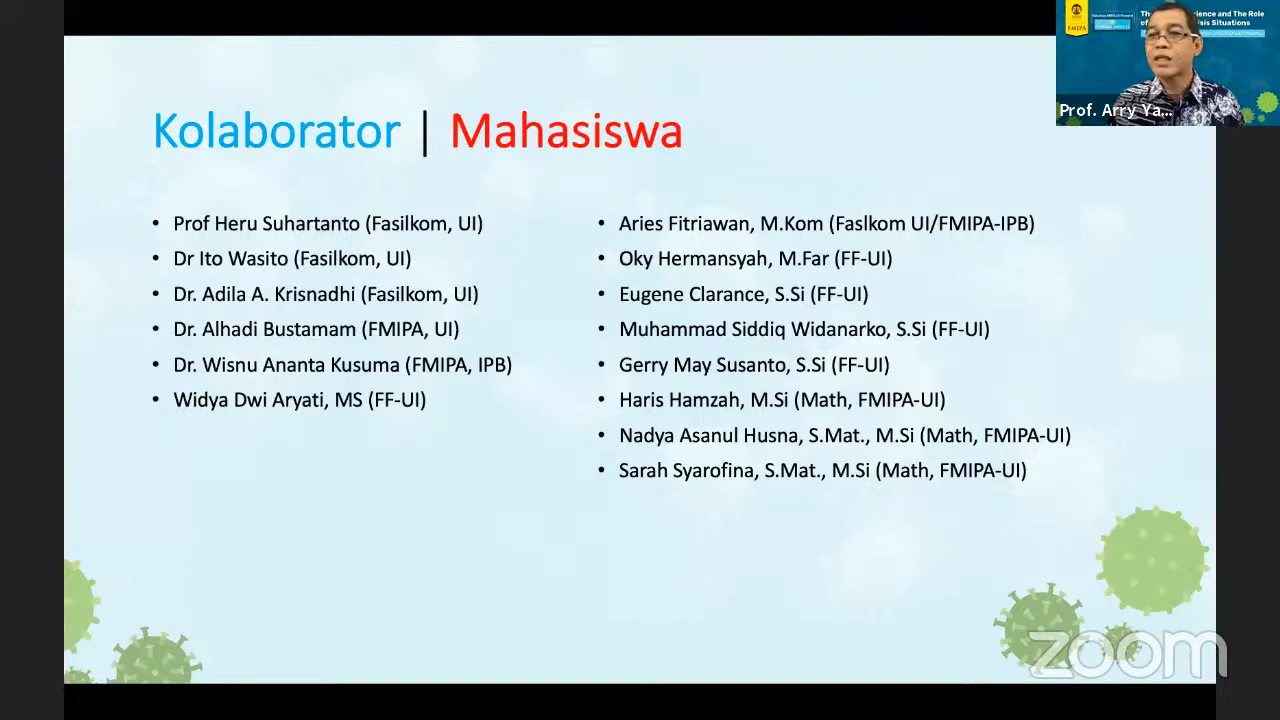 Kolaborator | Mahasiswa
• Prof Heru Suhartanto (Fasilkom, UI)
• Dr Ito Wasito (Fasilkom, UI)
• Dr. Adila A. Krisnadhi (Fasilkom, UI)
• Dr. Alhadi Bustamam (FMIPA, UI)
• Dr. Wisnu Ananta Kusuma (FMIPA, IPB)
• Widya Dwi Aryati, MS (FF-UI)
• Aries Fitriawan, M.Kom (Faslkom UI/FMIPA-IPB)
• Oky Hermansyah, M.Far (FF-UI)
• Eugene Clarance, S.Si (FF-UI)
• Muhammad Siddiq Widanarko, S.Si (FF-UI)
• Gerry May Susanto, S.Si (FF-UI)
• Haris Hamzah, M.Si (Math, FMIPA-UI)
• Nadya Asanul Husna, S.Mat., M.Si (Math, FMIPA-UI)
• Sarah Syarofina, S.Mat., M.Si (Math, FMIPA-UI)
FMIPA
and The Role
Situations
Prof. Arry Ya...
zoom